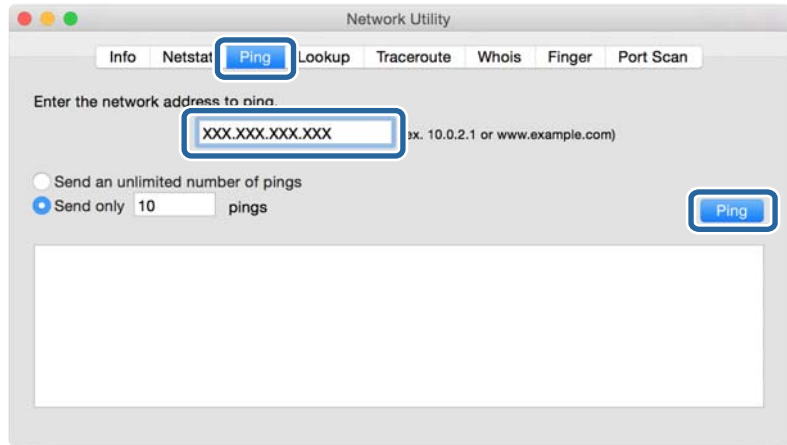 Network Utility
Info Netstat Ping Lookup Traceroute Whois Finger Port Scan
Enter the network address to ping.
XXX.XXX.XXX.XXX ex. 10.0.2.1 or www.example.com)
Send an unlimited number of pings
Send only 10 pings
Ping